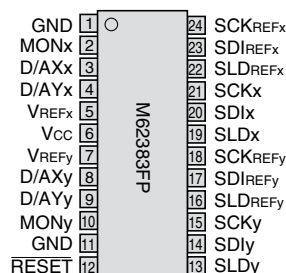 GND 1 24 SCKREFx
MONx 2 23 SDIREFx
D/AXx 3 22 SLDREFx
D/AYx 4 21 SCKx
VREFx 5 20 SDIx
VCC 6 19 SLDx
VREFy 7 18 SCKREFy
D/AXy 8 17 SDIREFy
D/AYy 9 16 SLDREFy
MONy 10 15 SCKy
GND 11 14 SDIy
RESET 12 13 SLDy
M62383FP